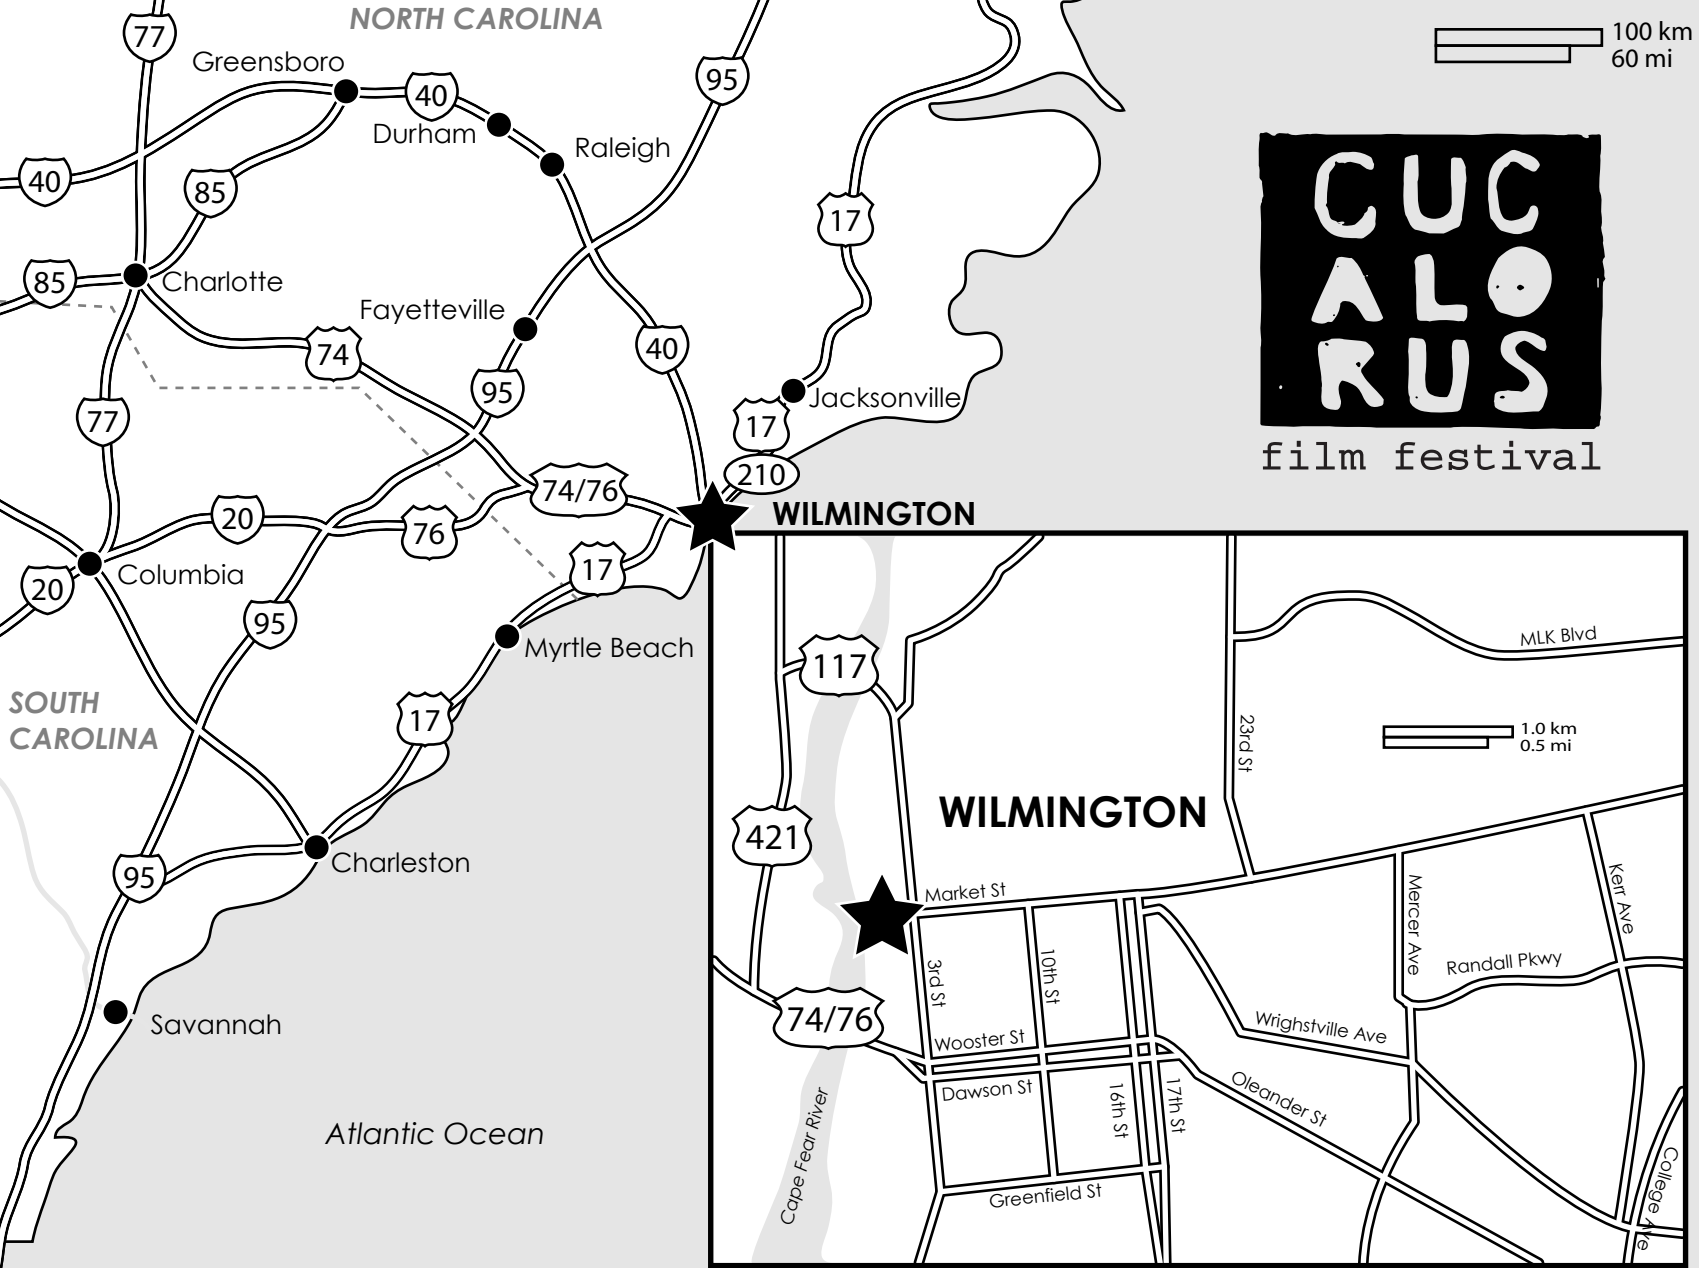 NORTH CAROLINA
77
Greensboro
40
Durham
Raleigh
95
40
85
17
85
Charlotte
Fayetteville
74
40
95
Jacksonville
77
17
210
74/76
WILMINGTON
20
76
17
20
Columbia
95
Myrtle Beach
SOUTH
CAROLINA
17
95
Charleston
Savannah
Atlantic Ocean
100 km
60 mi
CUC
ALO
RUS
film festival
117
MLK Blvd
23rd St
1.0 km
0.5 mi
WILMINGTON
421
Market St
Mercer Ave
Kerr Ave
3rd St
10th St
Randall Pkwy
74/76
Wooster St
Wrighstville Ave
Dawson St
16th St
17th St
Oleander St
Cape Fear River
Greenfield St
College Ave